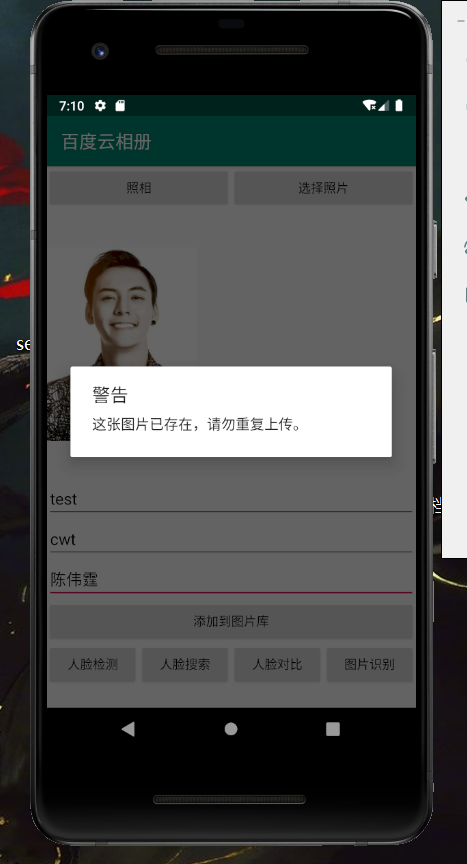 7:10
百度云相册
照相 选择照片
se
警告
这张图片已存在，请勿重复上传。
test
cwt
陈伟霆
添加到图片库
人脸检测 人脸搜索 人脸对比 图片识别